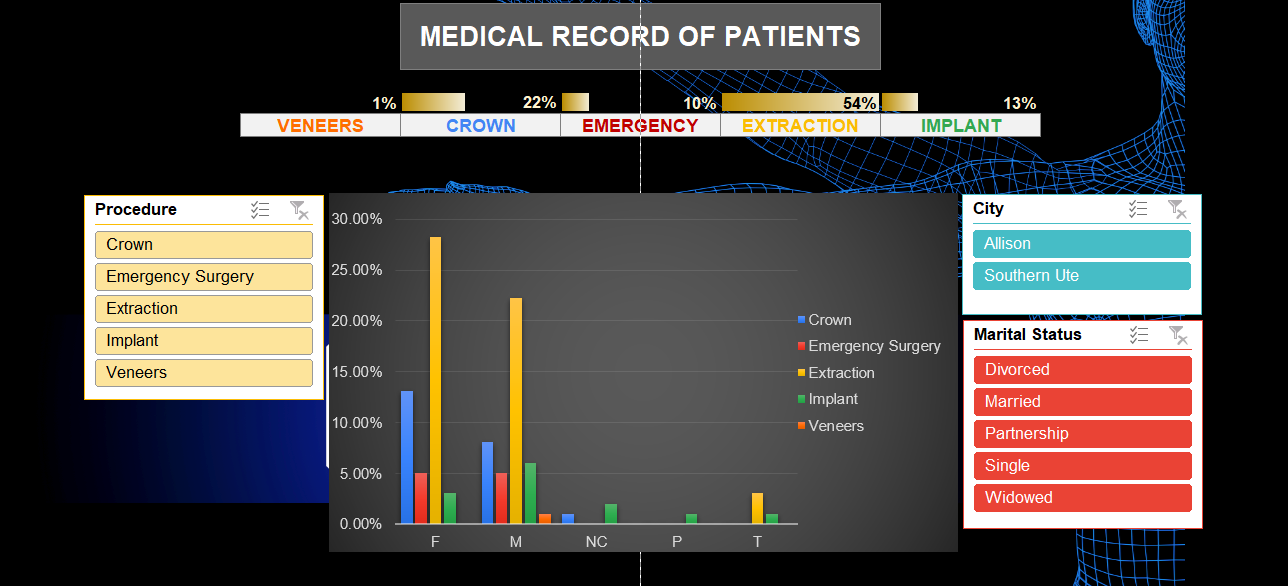 MEDICAL RECORD OF PATIENTS
1% 22% 10% 54% 13%
VENEERS CROWN EMERGENCY EXTRACTION IMPLANT
Procedure
Crown
Emergency Surgery
Extraction
Implant
Veneers
30.00%
25.00%
20.00%
15.00%
10.00%
5.00%
0.00%
F M NC P T
Crown
Emergency Surgery
Extraction
Implant
Veneers
City
Allison
Southern Ute
Marital Status
Divorced
Married
Partnership
Single
Widowed